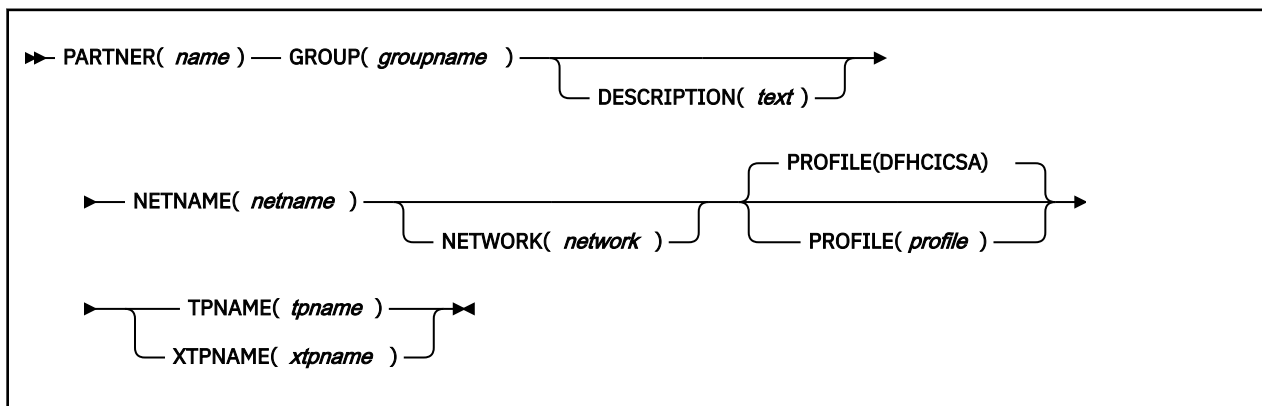 PARTNER( name ) GROUP( groupname )
DESCRIPTION( text )
PROFILE(DFHCICSA)
NETNAME( netname )
NETWORK( network ) PROFILE( profile )
TPNAME( tpname )
XTPNAME( xtpname )